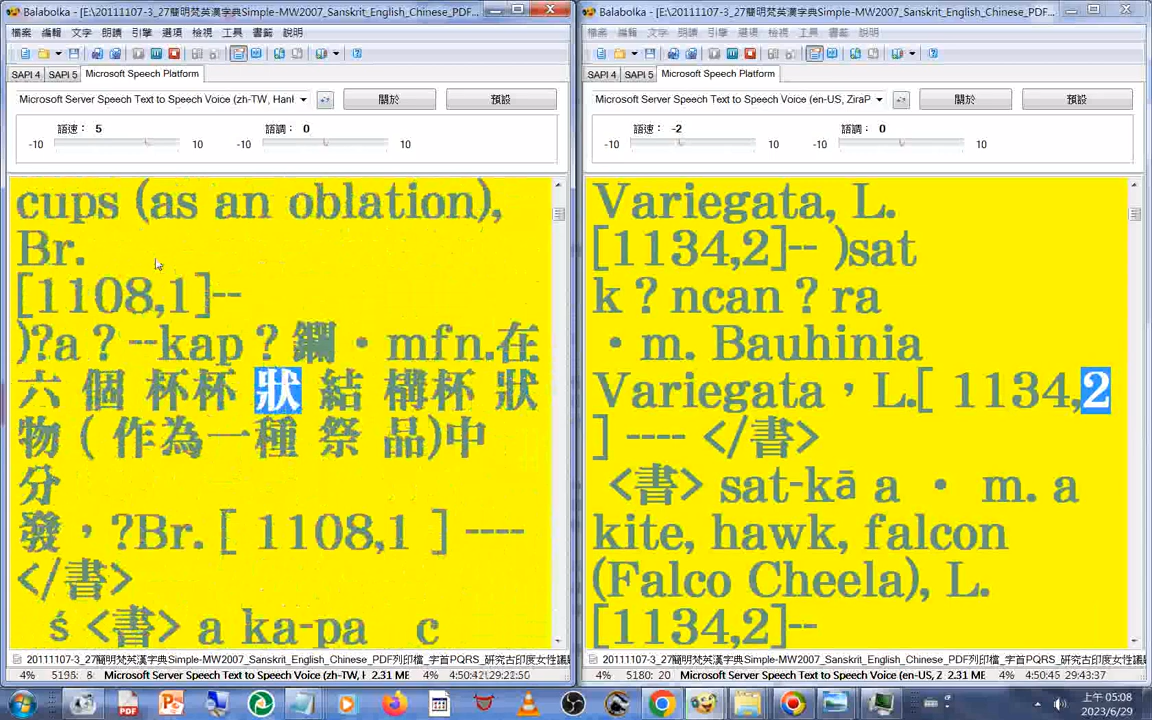 Balabolka - [E:\20111107-3_27簡明梵英漢字典Simple-MW2007_Sanskrit_English_Chinese_PDF...
檔案 編輯 文字 朗讀 引擎 選項 檢視 工具 書籤 說明
SAPI 4 SAPI 5 Microsoft Speech Platform
Microsoft Server Speech Text to Speech Voice (zh-TW, Hanl
關於 預設
語速： 5 語調： 0
-10 10 -10 10
cups (as an oblation),
Br.
[1108,1]--
)?a？--kap？鑭・mfn.在
六 個 杯杯 狀 結 構杯 狀
物 ( 作為一種 祭 品)中
分
發，?Br. [ 1108,1 ] ----
</書>
ś <書> a ka-pa c
20111107-3_27簡明梵英漢字典Simple-MW2007_Sanskrit_English_Chinese_PDF列印檔_字首PQRS_研究古印度女性議題
4% 5195: 6 Microsoft Server Speech Text to Speech Voice (zh-TW, H 2.31 ME 4:50:42/29:22:50
Balabolka - [E:\20111107-3_27簡明梵英漢字典Simple-MW2007_Sanskrit_English_Chinese_PDF...
檔案 編輯 文字 朗讀 引擎 選項 檢視 工具 書籤 說明
SAPI 4 SAPI 5 Microsoft Speech Platform
Microsoft Server Speech Text to Speech Voice (en-US, ZiraP
關於 預設
語速： -2 語調： 0
-10 10 -10 10
Variegata, L.
[1134,2]-- )sat
k？ncan？ra
・m. Bauhinia
Variegata，L.[ 1134,2
] ---- </書>
<書> sat-kā a ・ m. a
kite, hawk, falcon
(Falco Cheela), L.
[1134,2]--
20111107-3_27簡明梵英漢字典Simple-MW2007_Sanskrit_English_Chinese_PDF列印檔_字首PQRS_研究古印度女性議
4% 5180: 20 Microsoft Server Speech Text to Speech Voice (en-US, Z 2.31 MB 4:50:45 29:43:37
上午 05:08
2023/6/29